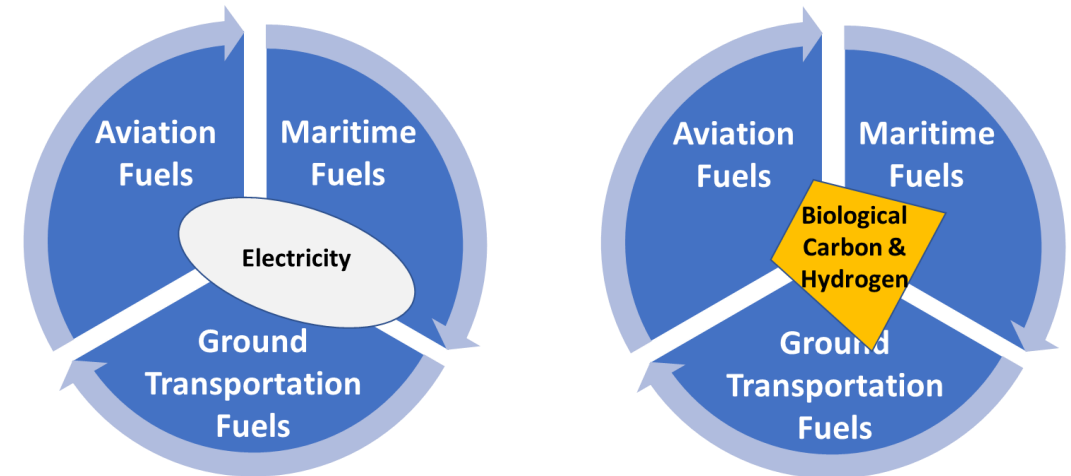 Aviation
Fuels
Maritime
Fuels
Electricity
Ground
Transportation
Fuels
Aviation
Fuels
Maritime
Fuels
Biological
Carbon &
Hydrogen
Ground
Transportation
Fuels